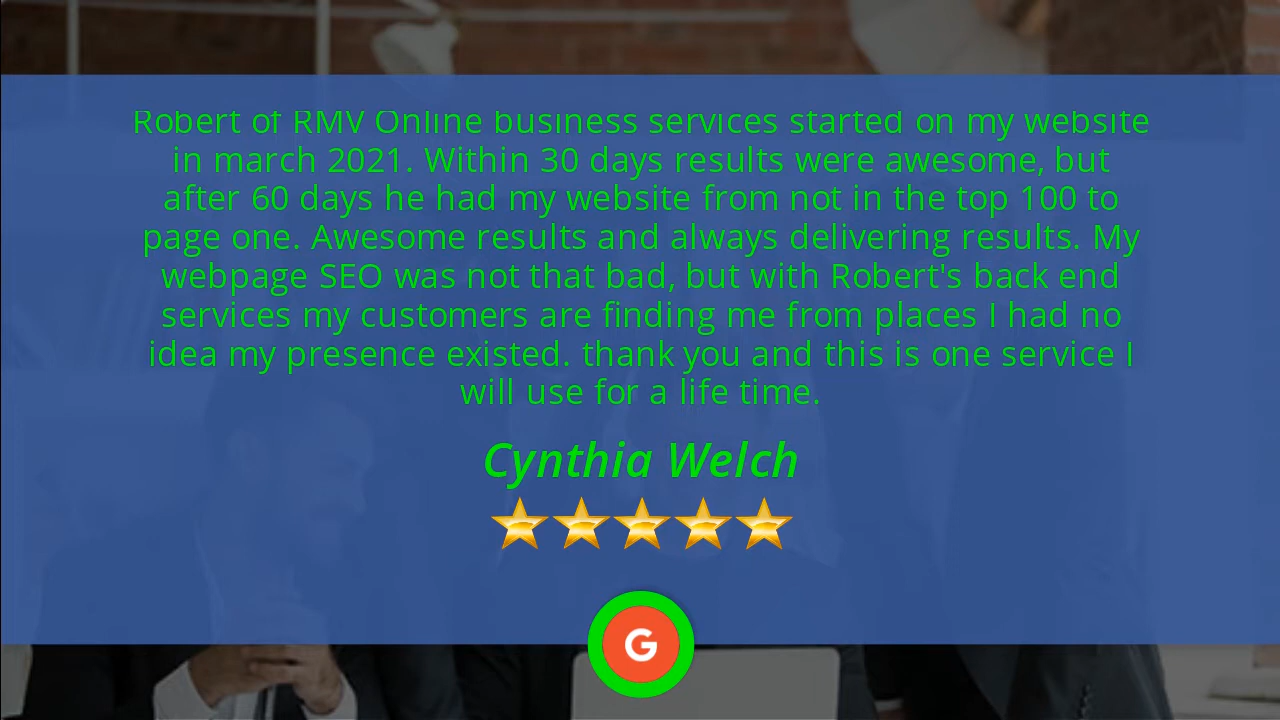 Robert of RMV Online business services started on my website
in march 2021. Within 30 days results were awesome, but
after 60 days he had my website from not in the top 100 to
page one. Awesome results and always delivering results. My
webpage SEO was not that bad, but with Robert's back end
services my customers are finding me from places I had no
idea my presence existed. thank you and this is one service I
will use for a life time.
Cynthia Welch
G